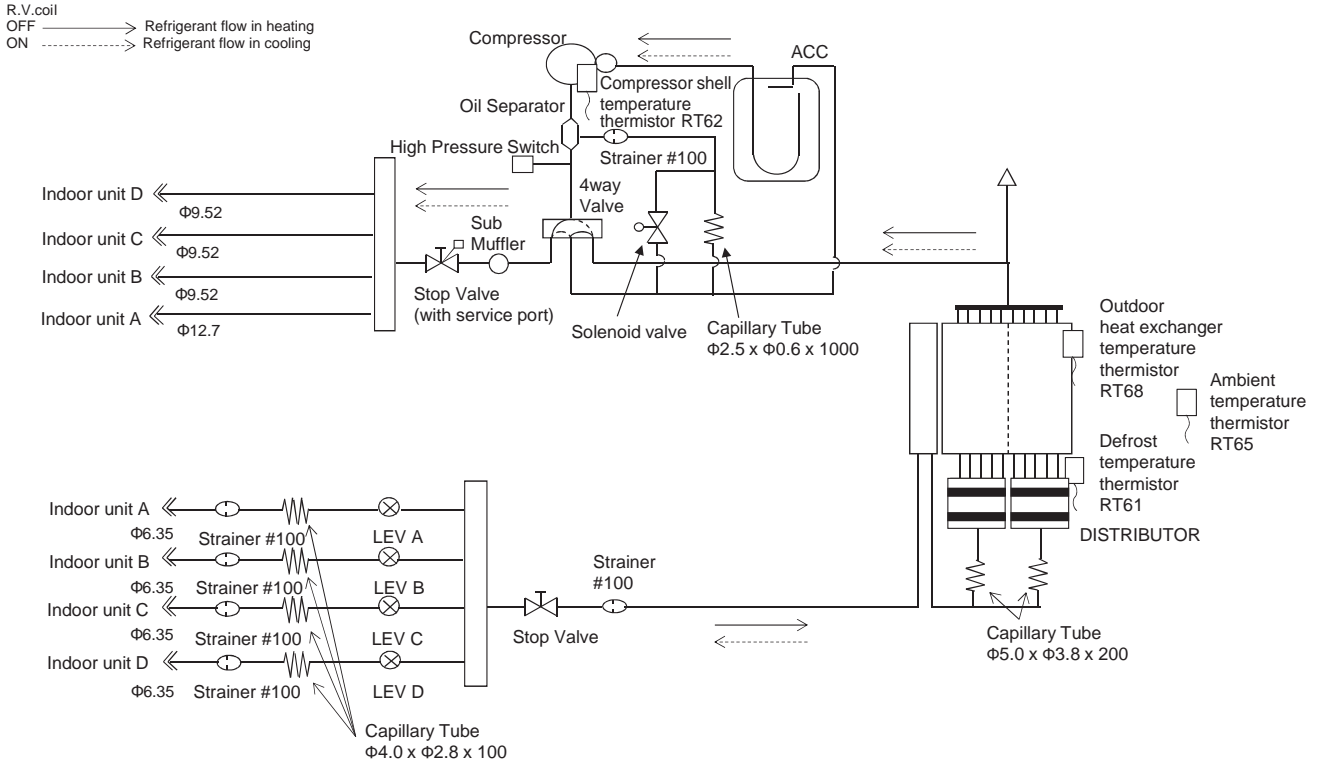 R.V.coil
OFF Refrigerant flow in heating
ON Refrigerant flow in cooling
Compressor
ACC
Compressor shell
temperature
thermistor RT62
Oil Separator
High Pressure Switch
Strainer #100
4way
Valve
Sub
Muffler
Indoor unit D
Φ9.52
Indoor unit C
Φ9.52
Indoor unit B
Φ9.52
Indoor unit A
Φ12.7
Stop Valve
(with service port)
Solenoid valve
Capillary Tube
Φ2.5 x Φ0.6 x 1000
Outdoor
heat exchanger
temperature
thermistor
RT68
Ambient
temperature
thermistor
RT65
Defrost
temperature
thermistor
RT61
DISTRIBUTOR
Capillary Tube
Φ5.0 x Φ3.8 x 200
Indoor unit A
Φ6.35
Strainer #100
LEV A
Indoor unit B
Φ6.35
Strainer #100
LEV B
Indoor unit C
Φ6.35
Strainer #100
LEV C
Indoor unit D
Φ6.35
Strainer #100
LEV D
Stop Valve
Strainer
#100
Capillary Tube
Φ4.0 x Φ2.8 x 100